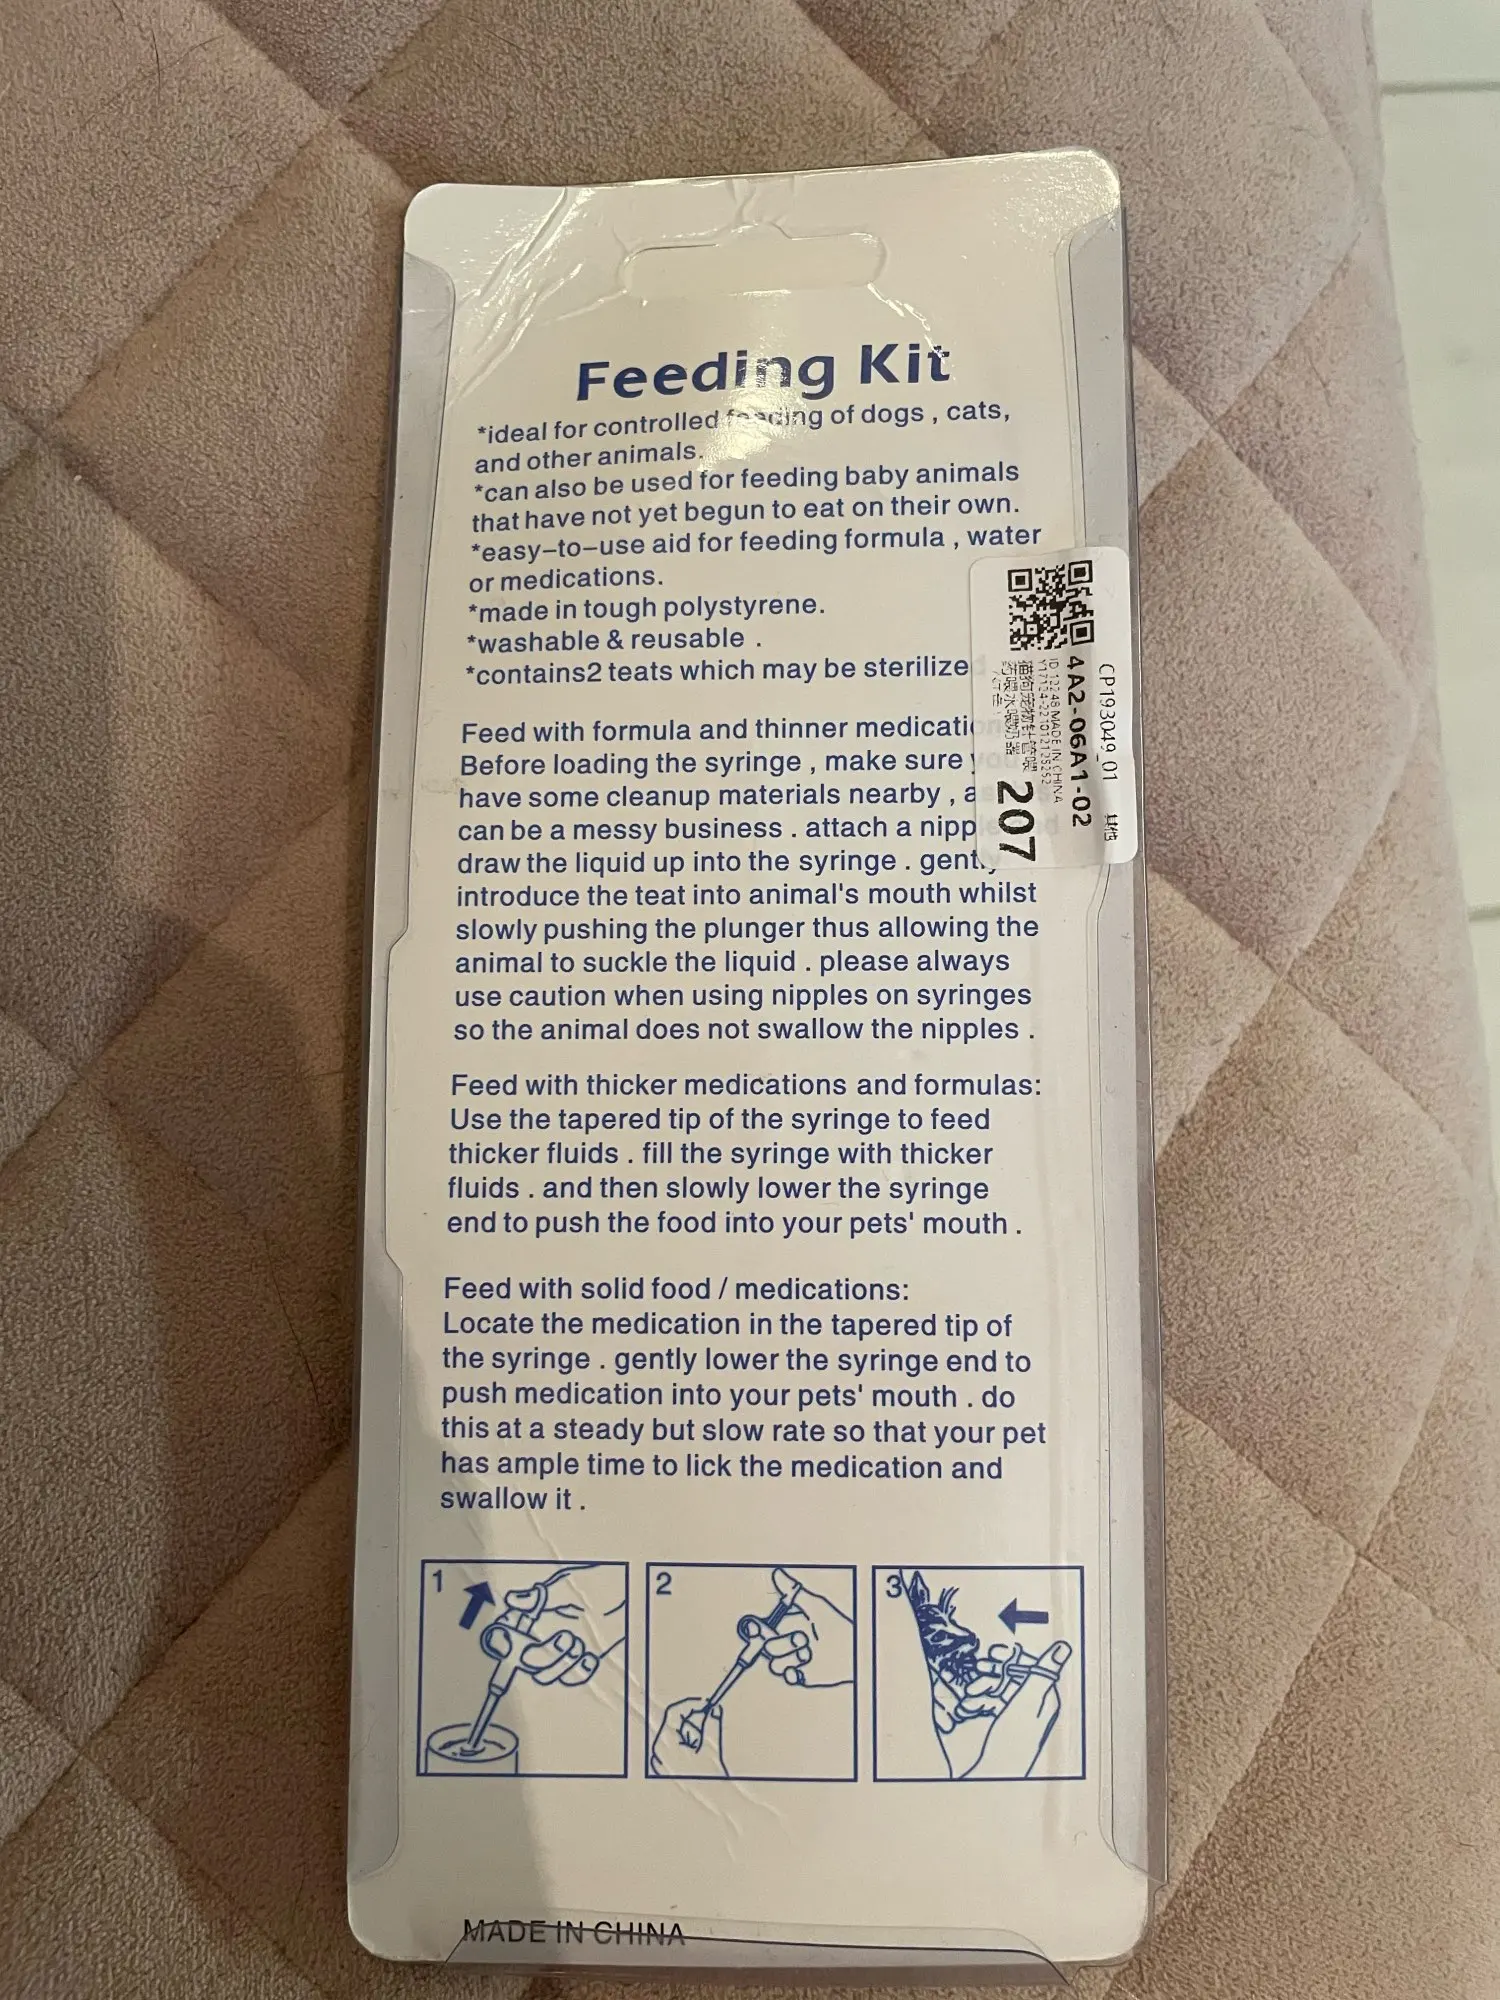 Feeding Kit
*ideal for controlled feeding of dogs , cats,
and other animals.
*can also be used for feeding baby animals
that have not yet begun to eat on their own.
*easy-to-use aid for feeding formula , water
or medications.
*made in tough polystyrene.
*washable & reusable .
*contains2 teats which may be sterilized
Feed with formula and thinner medication
Before loading the syringe , make sure you
have some cleanup materials nearby ,
can be a messy business . attach a nipple
draw the liquid up into the syringe . gently
introduce the teat into animal's mouth whilst
slowly pushing the plunger thus allowing the
animal to suckle the liquid . please always
use caution when using nipples on syringes
so the animal does not swallow the nipples .
Feed with thicker medications and formulas:
Use the tapered tip of the syringe to feed
thicker fluids . fill the syringe with thicker
fluids . and then slowly lower the syringe
end to push the food into your pets' mouth .
Feed with solid food / medications:
Locate the medication in the tapered tip of
the syringe . gently lower the syringe end to
push medication into your pets' mouth . do
this at a steady but slow rate so that your pet
has ample time to lick the medication and
swallow it .
1
2
3
MADE IN CHINA
CP193049_01 其他
4A2-06A1-02
MADE IN CHINA
207